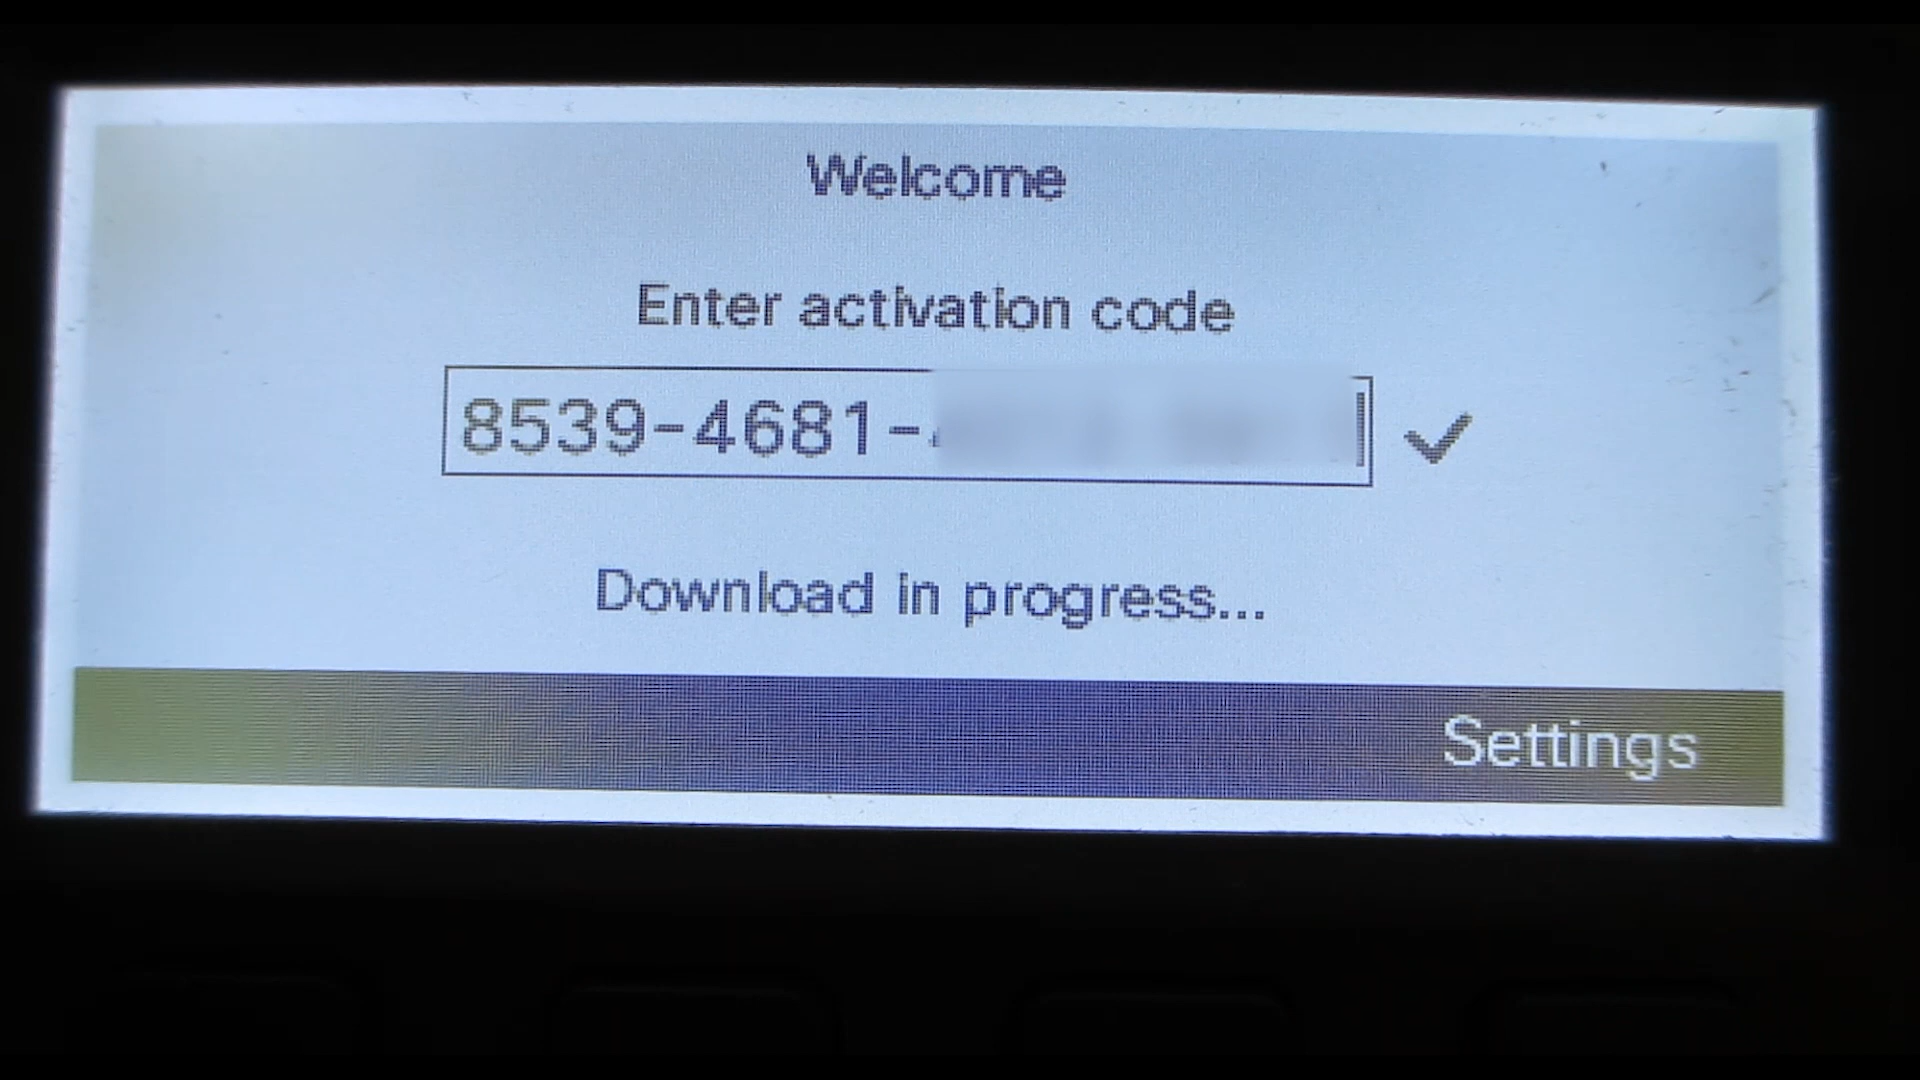 Welcome
Enter activation code
8539-4681-
Download in progress...
Settings